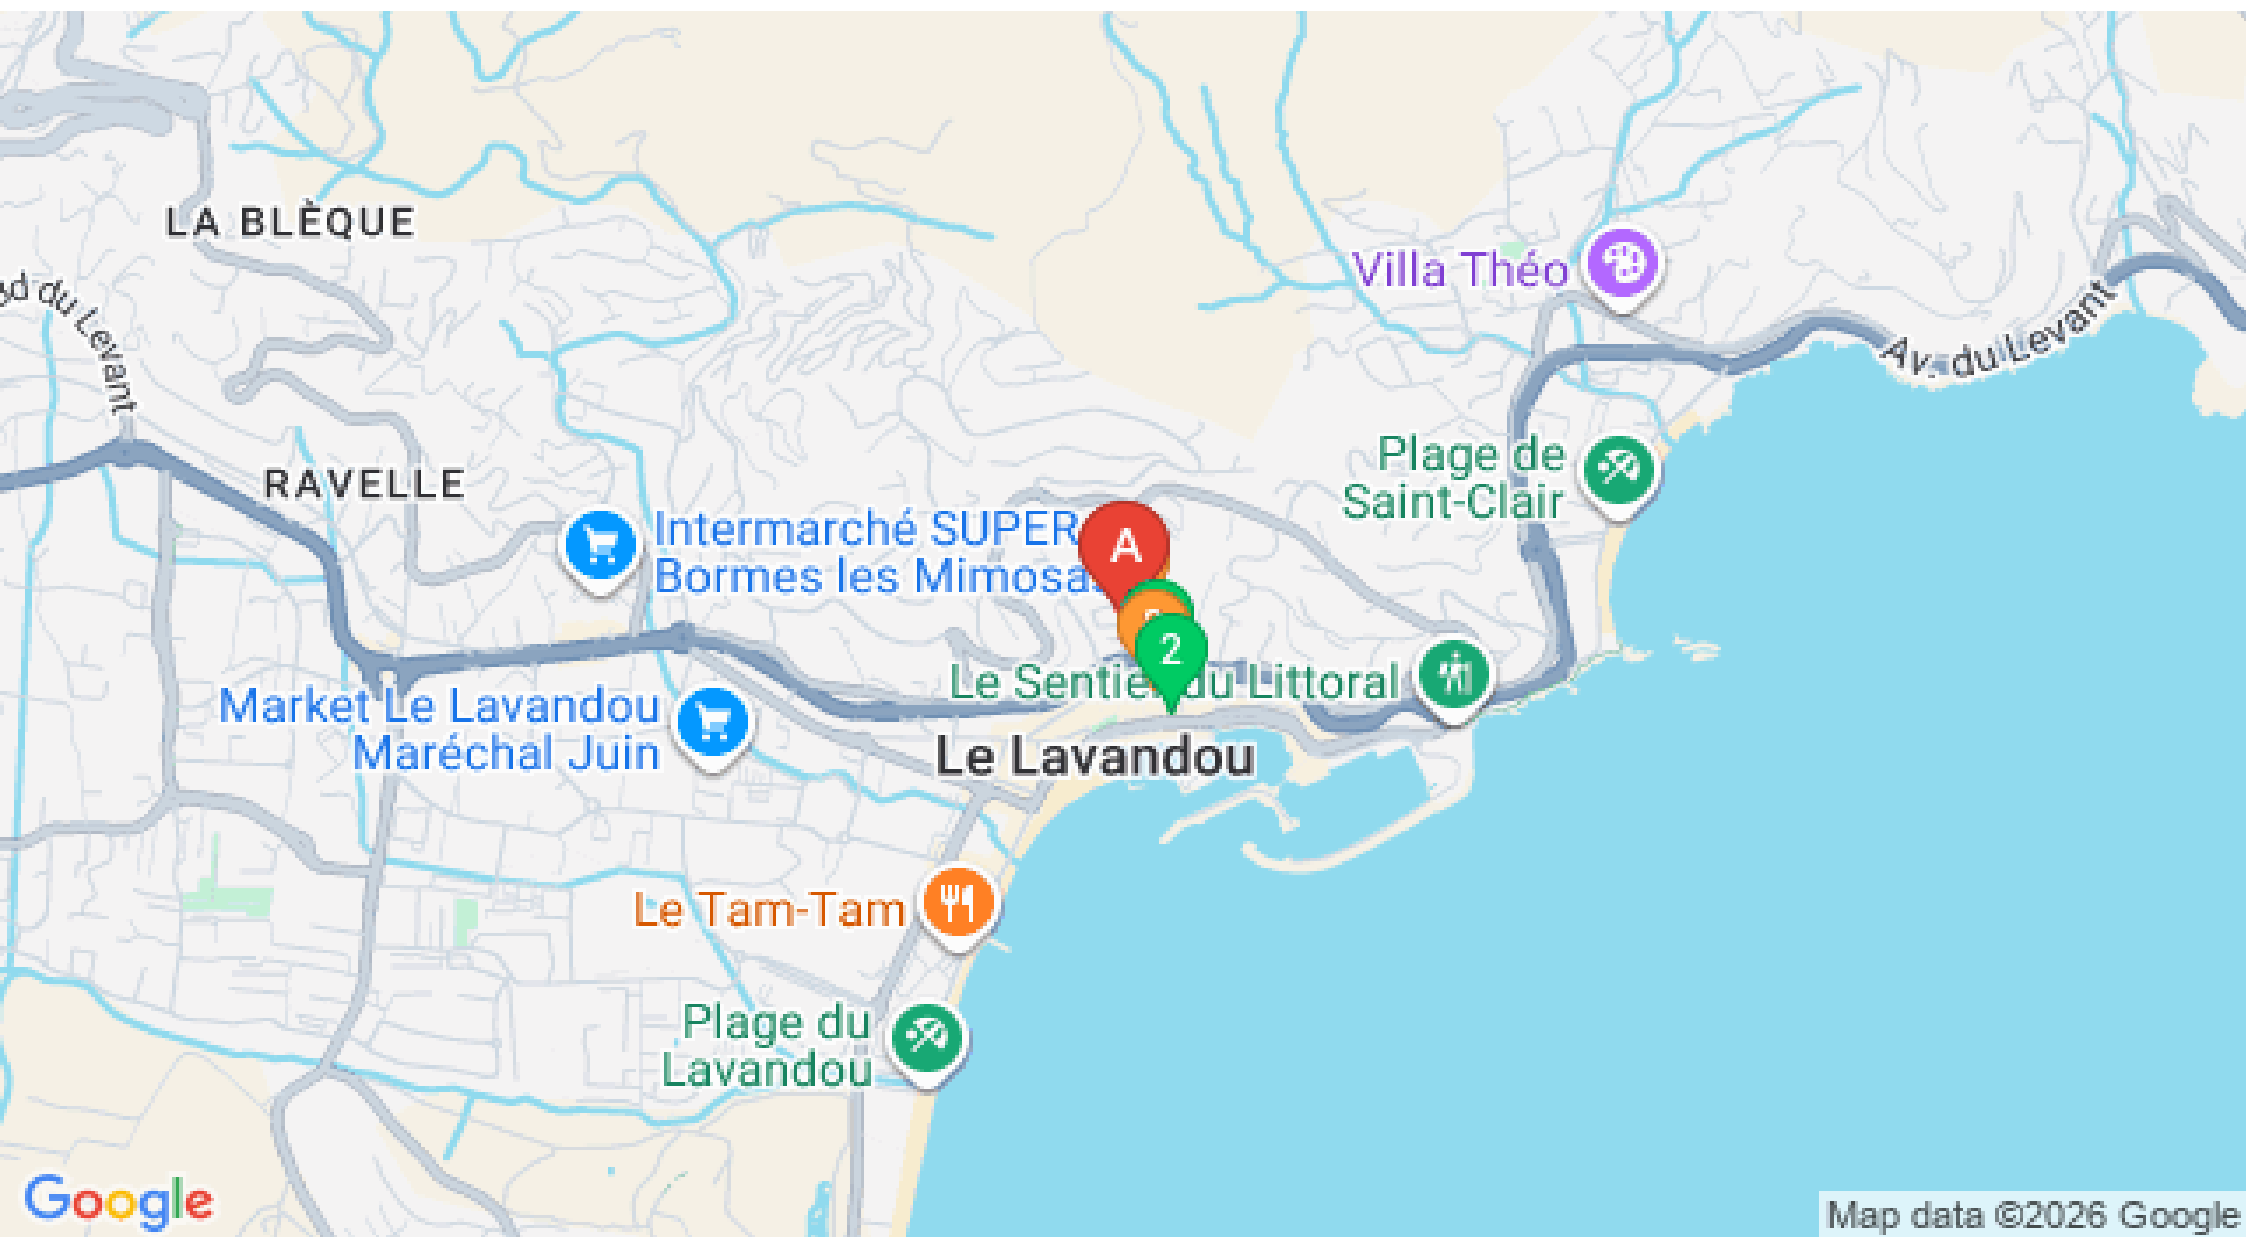 LA BLÈQUE
Bd du Levant
Villa Théo
Av. du Levant
RAVELLE
Plage de
Saint-Clair
Intermarché SUPER
Bormes les Mimosa
A
2
Le Sentier du Littoral
Market Le Lavandou
Maréchal Juin
Le Lavandou
Le Tam-Tam
Plage du
Lavandou
Google
Map data ©2026 Google